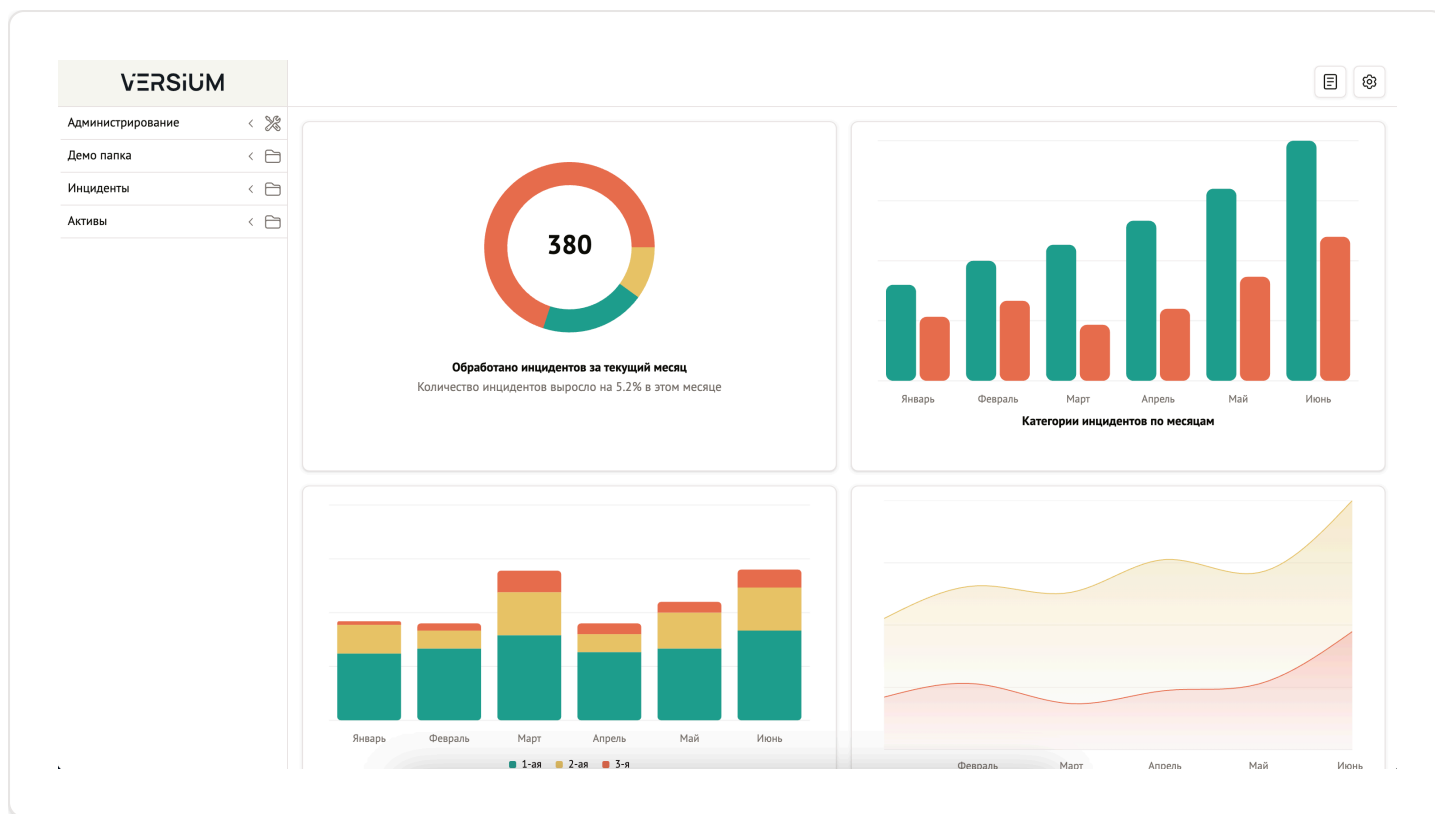 VERSiUM
Администрирование
Демо папка
Инциденты
Активы
380
Обработано инцидентов за текущий месяц
Количество инцидентов выросло на 5.2% в этом месяце
Январь Февраль Март Апрель Май Июнь
Категории инцидентов по месяцам
Январь Февраль Март Апрель Май Июнь
1-ая 2-ая 3-я
Февраль Март Апрель Май Июнь